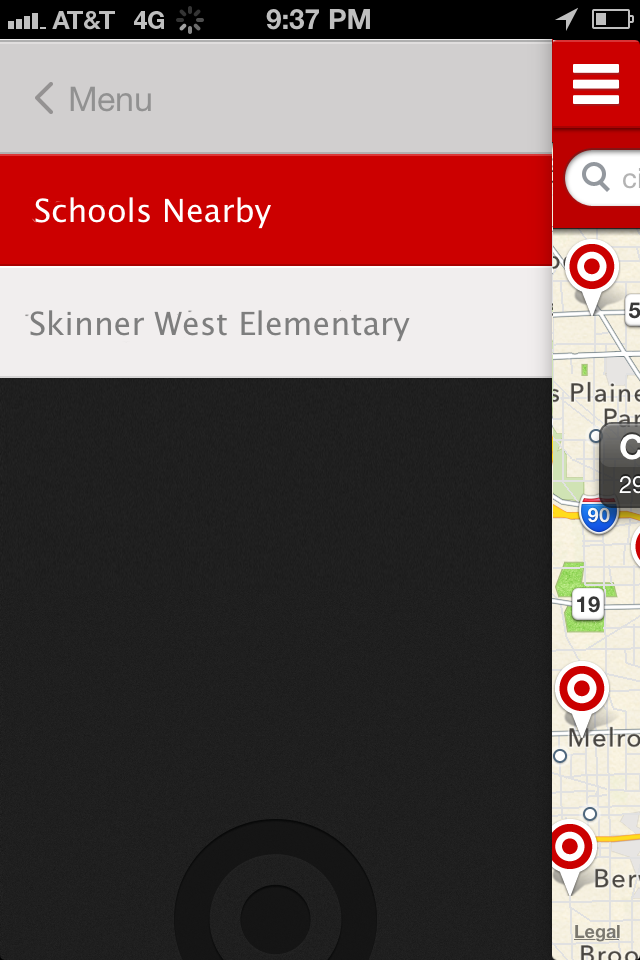 AT&T 4G 9:37 PM
Menu
Schools Nearby
Skinner West Elementary
ci
5
s Plaine
Par
C
29
90
19
Melro
Berw
Legal
Broo